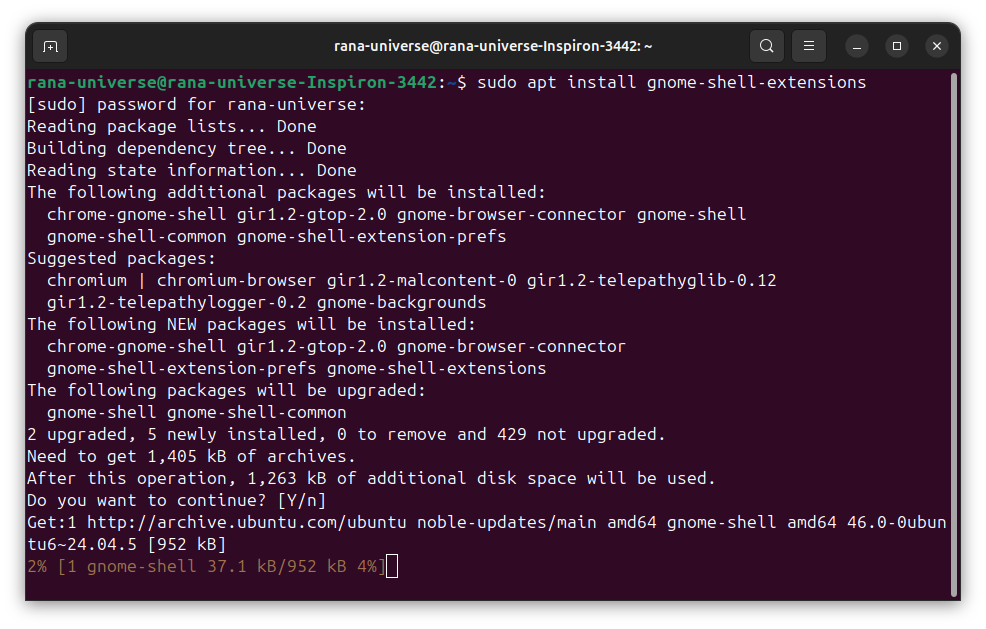 rana-universe@rana-universe-Inspiron-3442: ~
rana-universe@rana-universe-Inspiron-3442:~$ sudo apt install gnome-shell-extensions
[sudo] password for rana-universe:
Reading package lists... Done
Building dependency tree... Done
Reading state information... Done
The following additional packages will be installed:
  chrome-gnome-shell gir1.2-gtop-2.0 gnome-browser-connector gnome-shell
  gnome-shell-common gnome-shell-extension-prefs
Suggested packages:
  chromium | chromium-browser gir1.2-malcontent-0 gir1.2-telepathyglib-0.12
  gir1.2-telepathylogger-0.2 gnome-backgrounds
The following NEW packages will be installed:
  chrome-gnome-shell gir1.2-gtop-2.0 gnome-browser-connector
  gnome-shell-extension-prefs gnome-shell-extensions
The following packages will be upgraded:
  gnome-shell gnome-shell-common
2 upgraded, 5 newly installed, 0 to remove and 429 not upgraded.
Need to get 1,405 kB of archives.
After this operation, 1,263 kB of additional disk space will be used.
Do you want to continue? [Y/n]
Get:1 http://archive.ubuntu.com/ubuntu noble-updates/main amd64 gnome-shell amd64 46.0-0ubun
tu6~24.04.5 [952 kB]
2% [1 gnome-shell 37.1 kB/952 kB 4%]